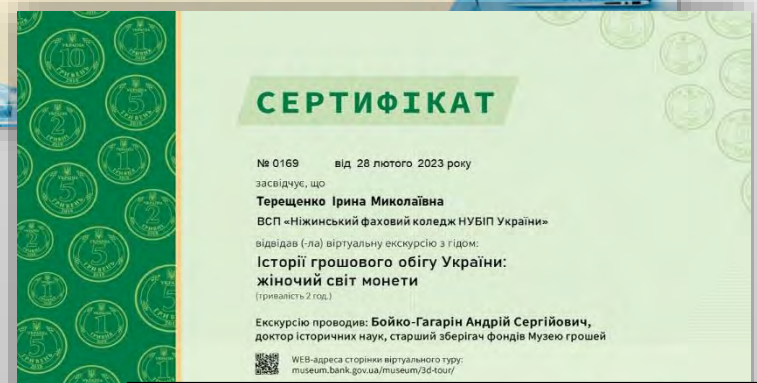 СЕРТИФІКАТ
№ 0169 від 28 лютого 2023 року
засвідчує, що
Терещенко Ірина Миколаївна
ВСП «Ніжинський фаховий коледж НУБІП України»
відвідав (-ла) віртуальну екскурсію з гідом:
Історії грошового обігу України:
жіночий світ монети
(тривалість 2 год.)
Екскурсію проводив: Бойко-Гагарін Андрій Сергійович,
доктор історичних наук, старший зберігач фондів Музею грошей
WEB-адреса сторінки віртуального туру:
museum.bank.gov.ua/museum/3d-tour/